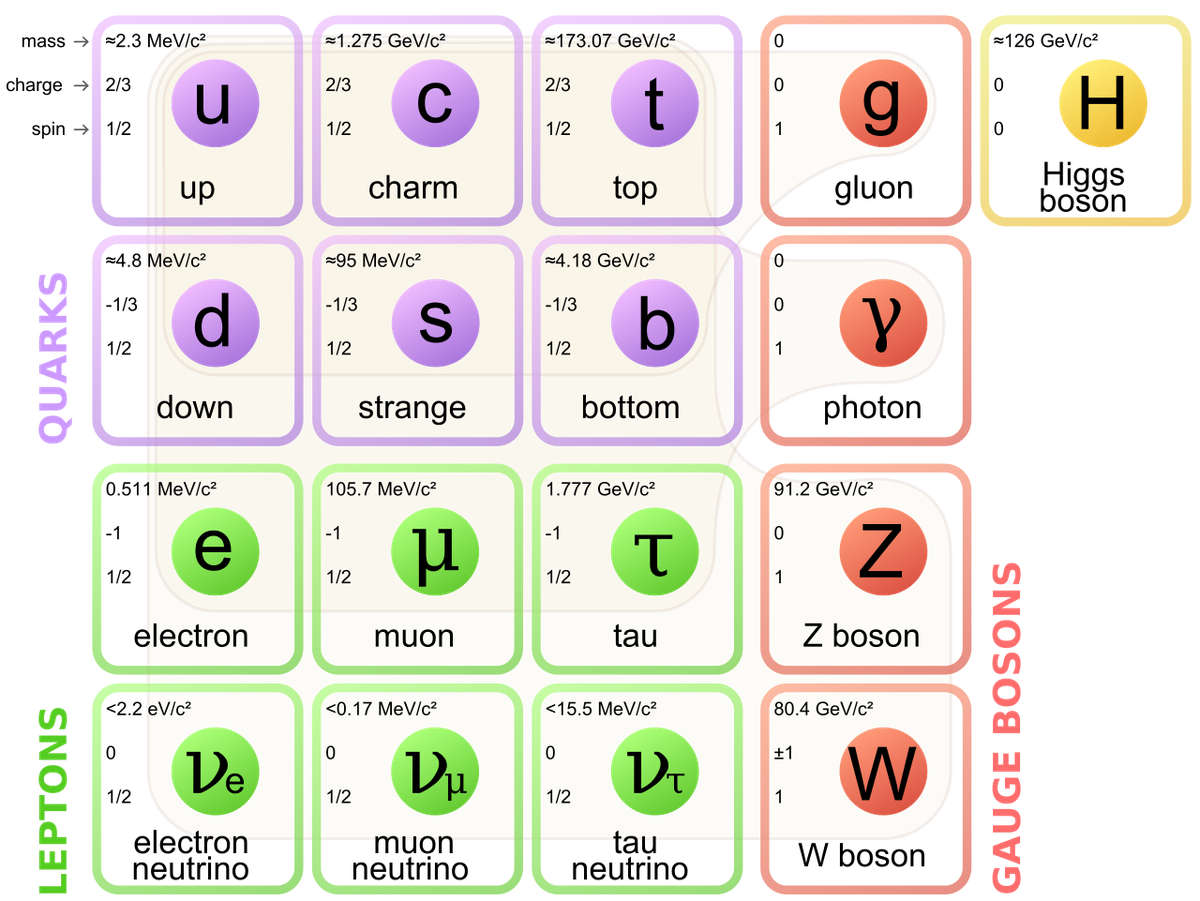 mass → ≈2.3 MeV/c² ≈1.275 GeV/c² ≈173.07 GeV/c² 0 ≈126 GeV/c²
charge → 2/3 2/3 2/3 0 0
spin → 1/2 1/2 1/2 1 0
u c t g H
up charm top gluon Higgs
boson
QUARKS
≈4.8 MeV/c² ≈95 MeV/c² ≈4.18 GeV/c² 0
-1/3 -1/3 -1/3 0
1/2 1/2 1/2 1
d s b γ
down strange bottom photon
0.511 MeV/c² 105.7 MeV/c² 1.777 GeV/c² 91.2 GeV/c²
-1 -1 -1 0
1/2 1/2 1/2 1
e μ τ Z
electron muon tau Z boson
LEPTONS
<2.2 eV/c² <0.17 MeV/c² <15.5 MeV/c² 80.4 GeV/c²
0 0 0 ±1
1/2 1/2 1/2 1
νe νμ ντ W
electron muon tau W boson
neutrino neutrino neutrino
GAUGE BOSONS